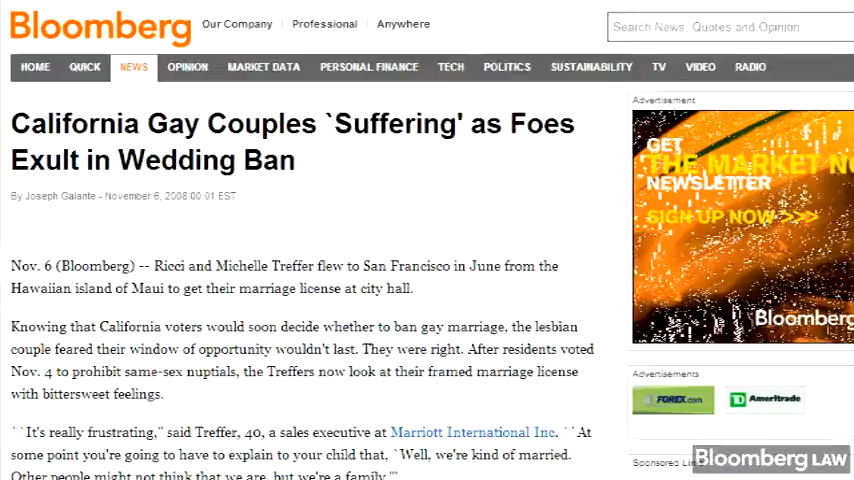 Bloomberg
Our Company Professional Anywhere
Search News, Quotes and Opinion
HOME QUICK NEWS OPINION MARKET DATA PERSONAL FINANCE TECH POLITICS SUSTAINABILITY TV VIDEO RADIO
California Gay Couples `Suffering' as Foes
Exult in Wedding Ban
By Joseph Galante - November 6, 2008 00:01 EST
Nov. 6 (Bloomberg) -- Ricci and Michelle Treffer flew to San Francisco in June from the
Hawaiian island of Maui to get their marriage license at city hall.
Knowing that California voters would soon decide whether to ban gay marriage, the lesbian
couple feared their window of opportunity wouldn't last. They were right. After residents voted
Nov. 4 to prohibit same-sex nuptials, the Treffers now look at their framed marriage license
with bittersweet feelings.
``It's really frustrating,'' said Treffer, 40, a sales executive at Marriott International Inc. ``At
some point you're going to have to explain to your child that, `Well, we're kind of married.
Other people might not think that we are, but we're a family.'''
Advertisement
GET
THE MARKET NO
NEWSLETTER
SIGN UP NOW >>>
Bloomberg
Advertisements
FOREX.com
TD Ameritrade
Sponsored Lin
Bloomberg LAW